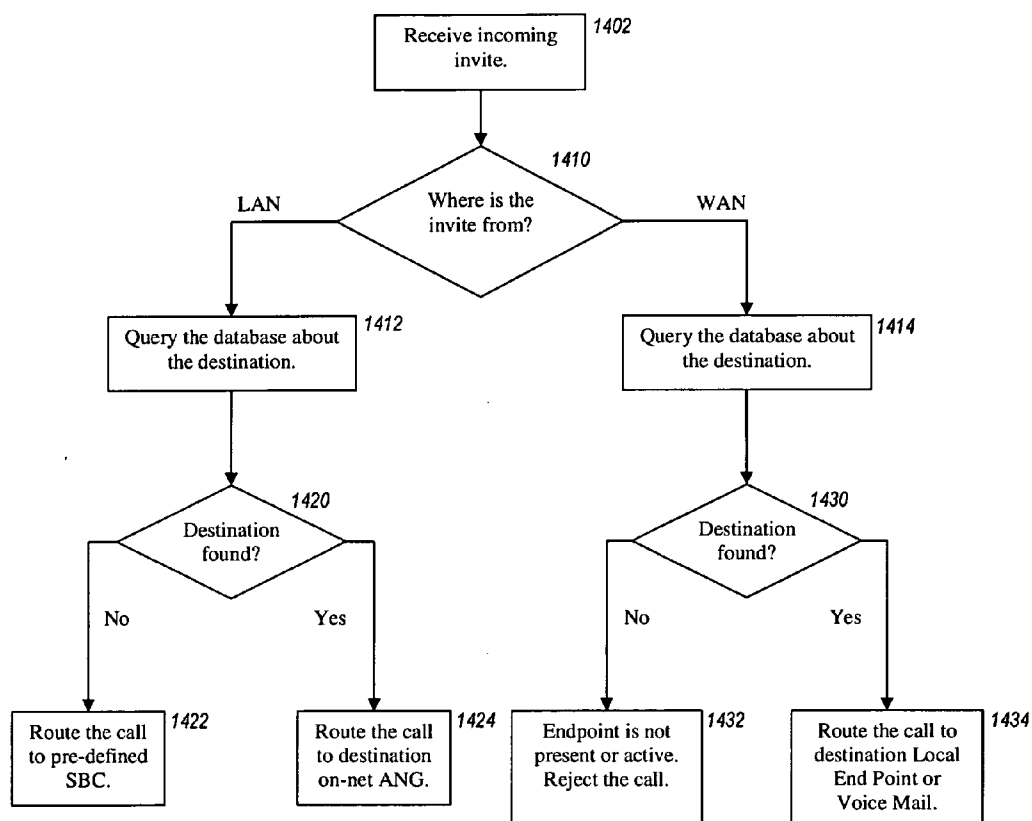 Receive incoming
invite.
1402
1410
Where is the
invite from?
LAN
WAN
Query the database about
the destination.
1412
Query the database about
the destination.
1414
1420
Destination
found?
1430
Destination
found?
No
Yes
No
Yes
Route the call
to pre-defined
SBC.
1422
Route the call
to destination
on-net ANG.
1424
Endpoint is not
present or active.
Reject the call.
1432
Route the call to
destination Local
End Point or
Voice Mail.
1434